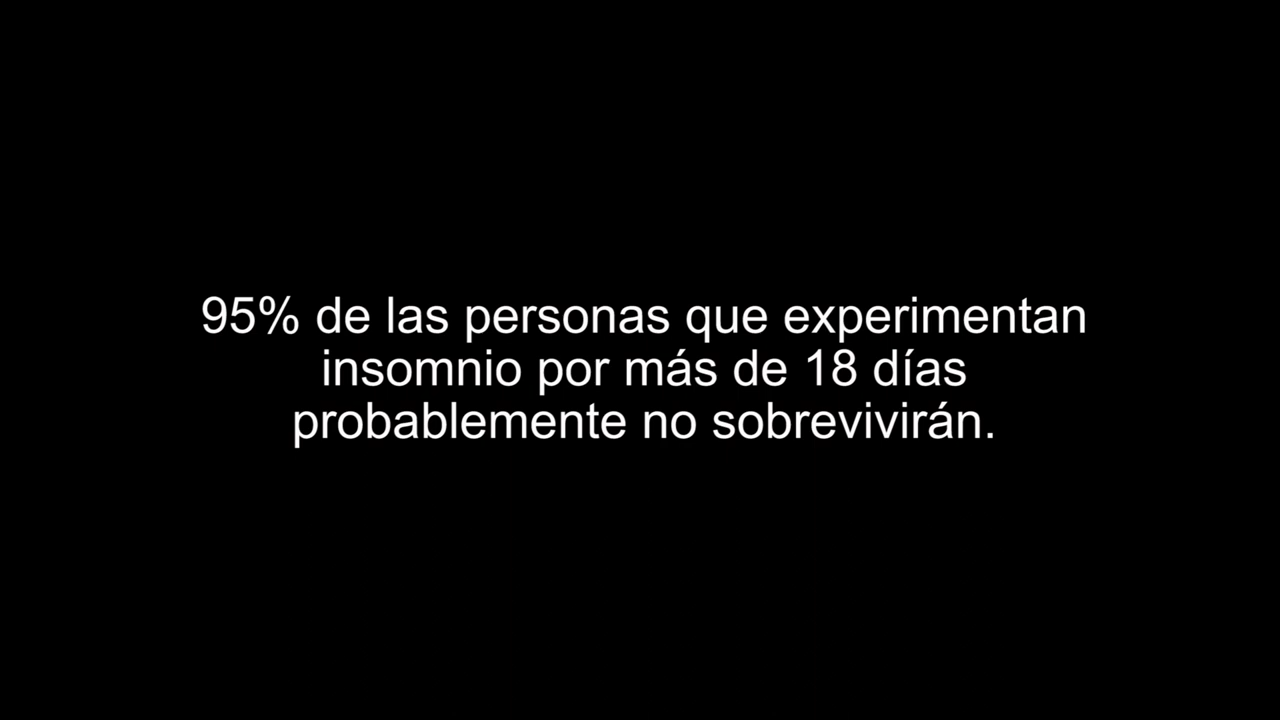 95% de las personas que experimentan
insomnio por más de 18 días
probablemente no sobrevivirán.